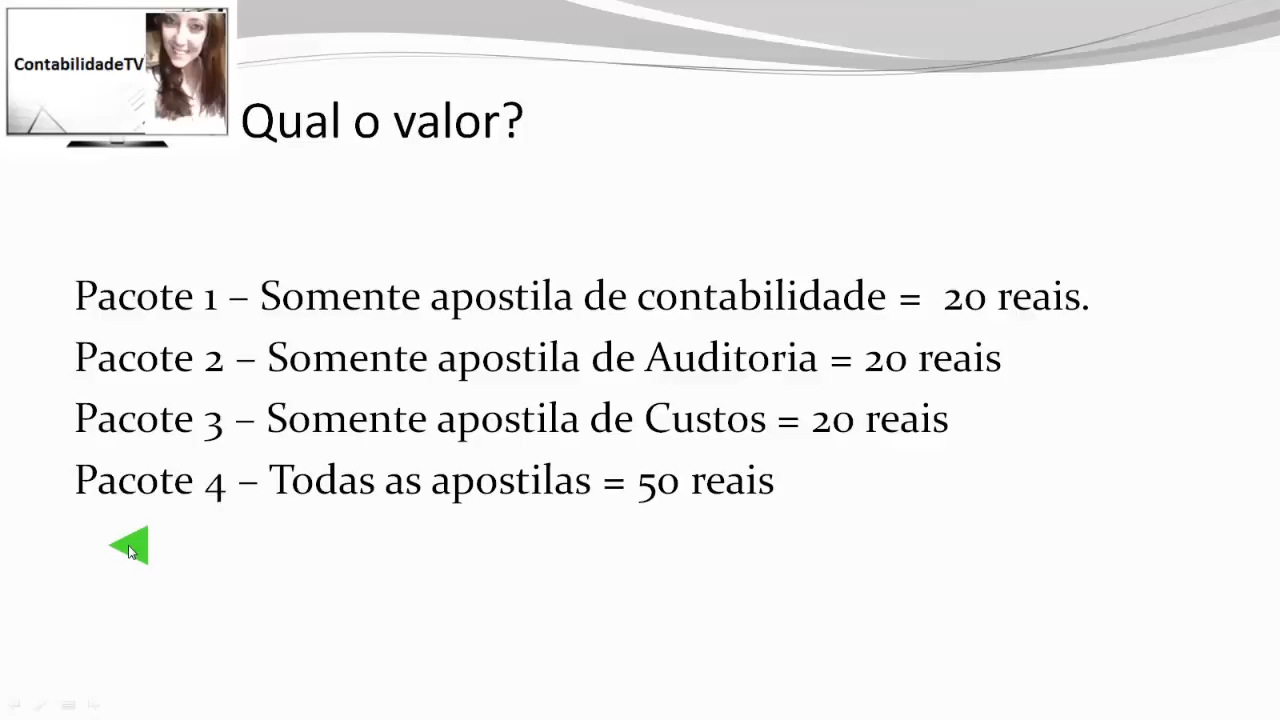 ContabilidadeTV
Qual o valor?
Pacote 1 – Somente apostila de contabilidade =  20 reais.
Pacote 2 – Somente apostila de Auditoria = 20 reais
Pacote 3 – Somente apostila de Custos = 20 reais
Pacote 4 – Todas as apostilas = 50 reais